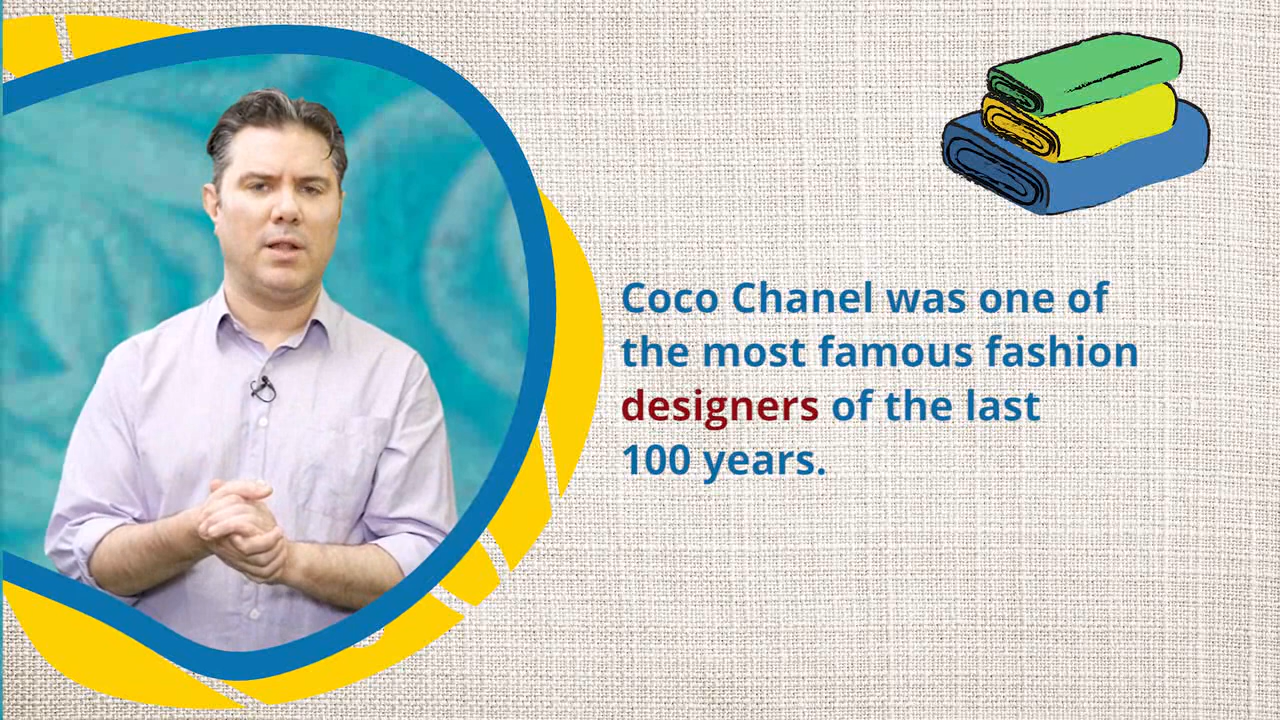 Coco Chanel was one of
the most famous fashion
designers of the last
100 years.